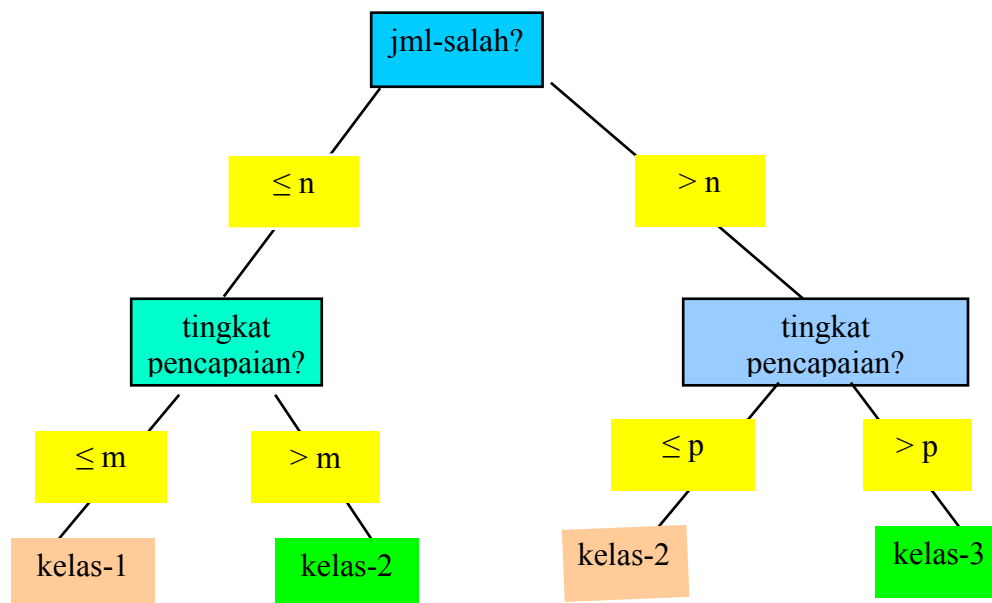 jml-salah?
≤ n
> n
tingkat
pencapaian?
tingkat
pencapaian?
≤ m
> m
≤ p
> p
kelas-1
kelas-2
kelas-2
kelas-3